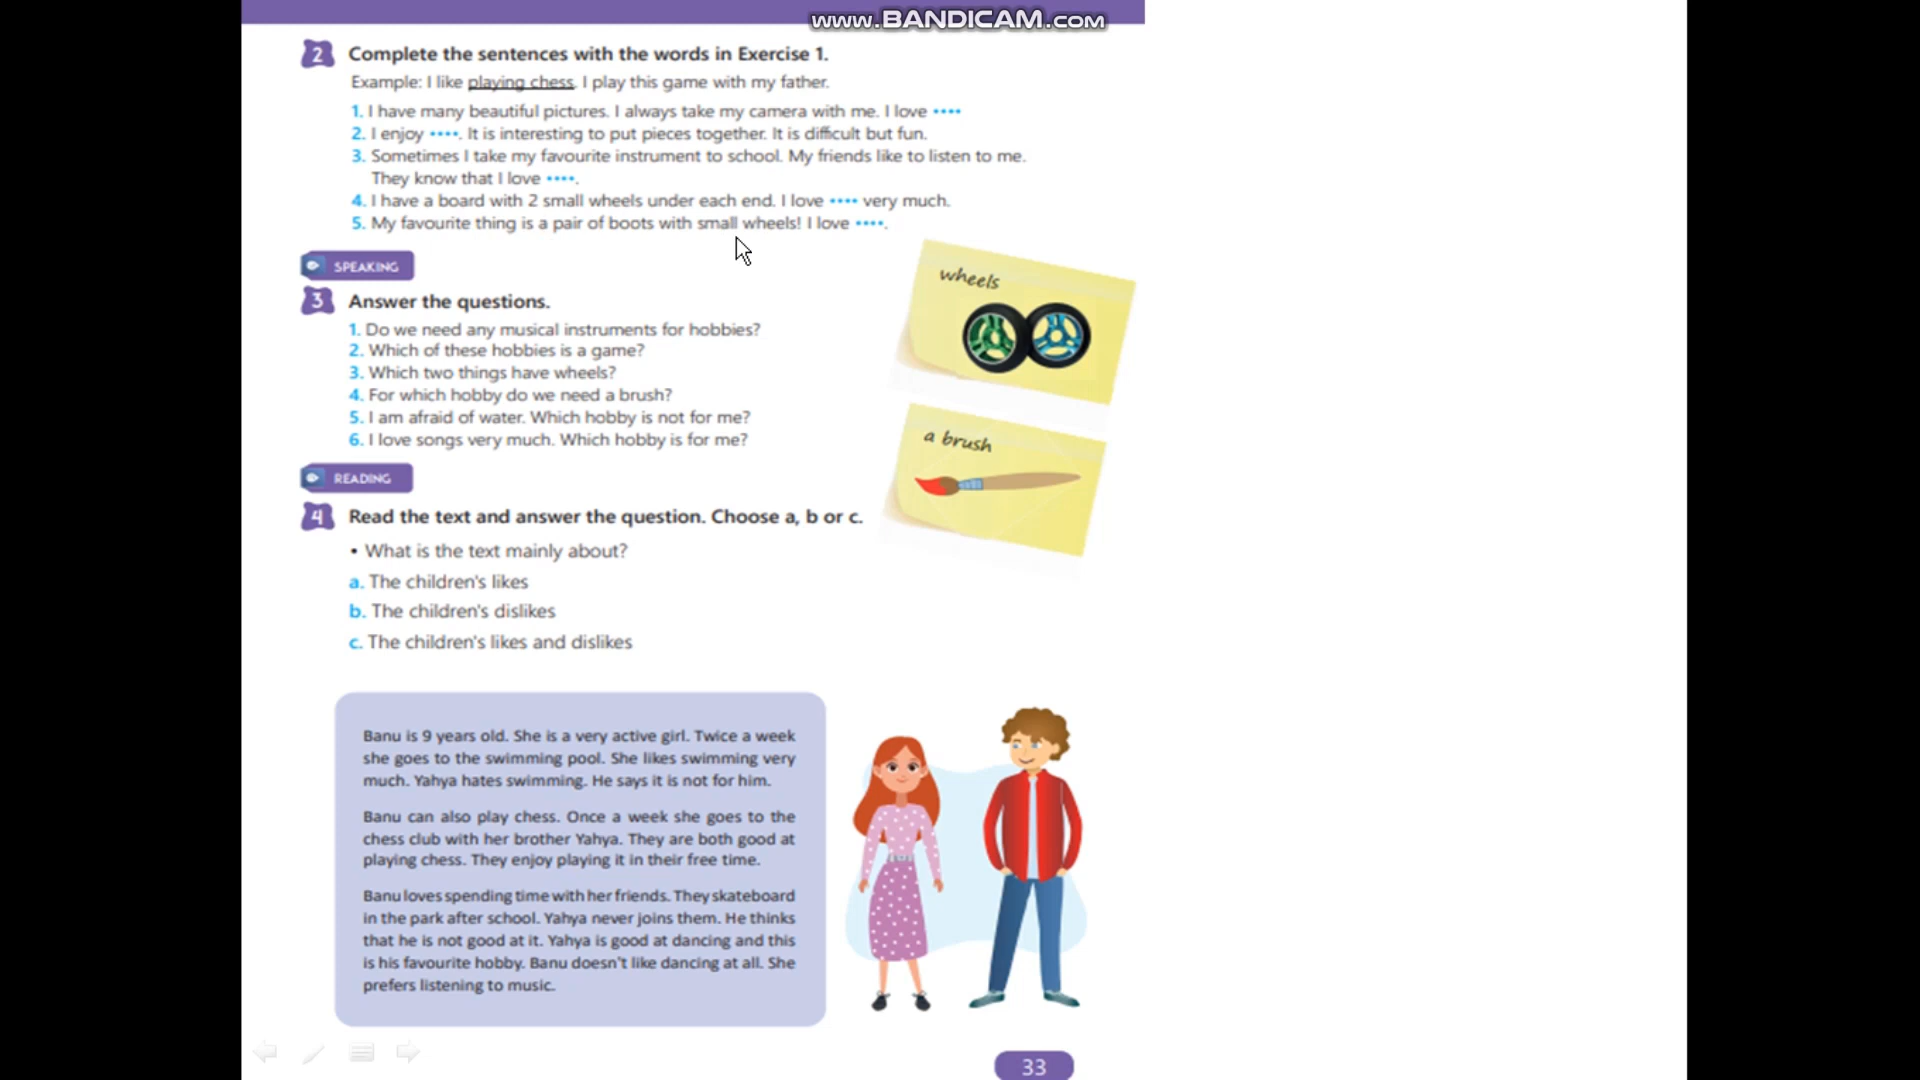 www.BANDICAM.com
2 Complete the sentences with the words in Exercise 1.
Example: I like playing chess. I play this game with my father.
1. I have many beautiful pictures. I always take my camera with me. I love ····
2. I enjoy ····. It is interesting to put pieces together. It is difficult but fun.
3. Sometimes I take my favourite instrument to school. My friends like to listen to me.
They know that I love ····.
4. I have a board with 2 small wheels under each end. I love ···· very much.
5. My favourite thing is a pair of boots with small wheels! I love ····.
SPEAKING
3 Answer the questions.
1. Do we need any musical instruments for hobbies?
2. Which of these hobbies is a game?
3. Which two things have wheels?
4. For which hobby do we need a brush?
5. I am afraid of water. Which hobby is not for me?
6. I love songs very much. Which hobby is for me?
wheels
a brush
READING
4 Read the text and answer the question. Choose a, b or c.
• What is the text mainly about?
a. The children's likes
b. The children's dislikes
c. The children's likes and dislikes
Banu is 9 years old. She is a very active girl. Twice a week
she goes to the swimming pool. She likes swimming very
much. Yahya hates swimming. He says it is not for him.
Banu can also play chess. Once a week she goes to the
chess club with her brother Yahya. They are both good at
playing chess. They enjoy playing it in their free time.
Banu loves spending time with her friends. They skateboard
in the park after school. Yahya never joins them. He thinks
that he is not good at it. Yahya is good at dancing and this
is his favourite hobby. Banu doesn't like dancing at all. She
prefers listening to music.
33